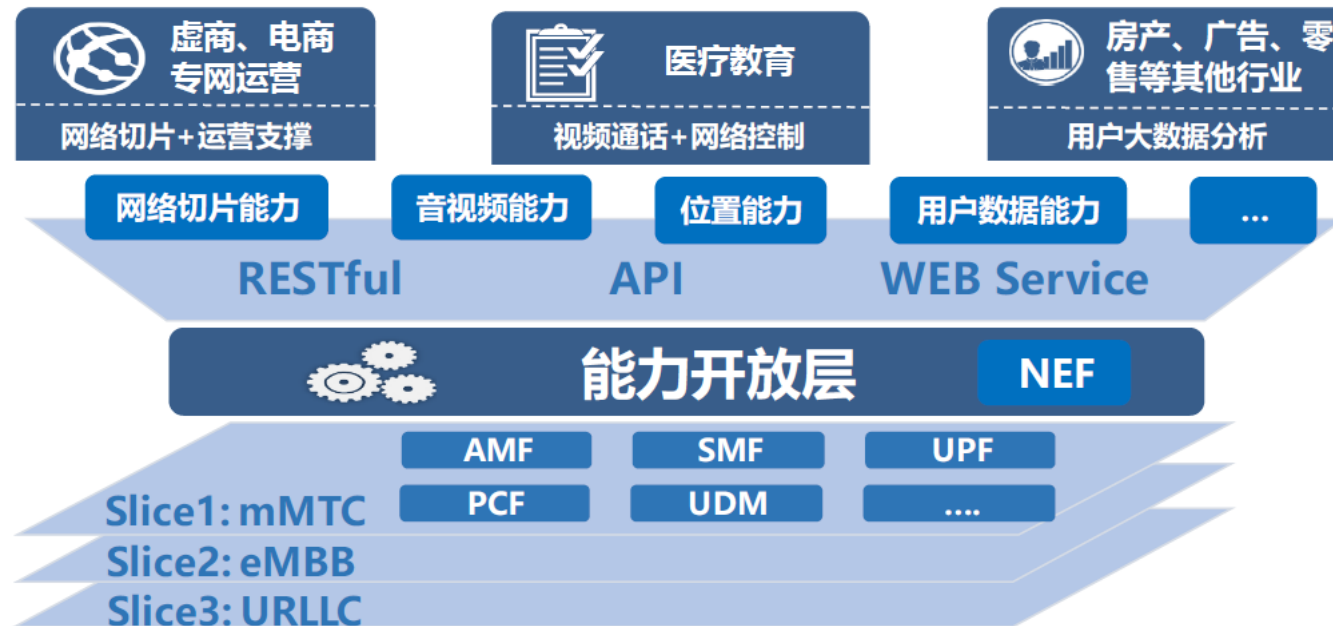 虚商、电商
专网运营
网络切片+运营支撑
医疗教育
视频通话+网络控制
房产、广告、零
售等其他行业
用户大数据分析
网络切片能力
音视频能力
位置能力
用户数据能力
...
RESTful
API
WEB Service
能力开放层
NEF
AMF
SMF
UPF
PCF
UDM
....
Slice1: mMTC
Slice2: eMBB
Slice3: URLLC